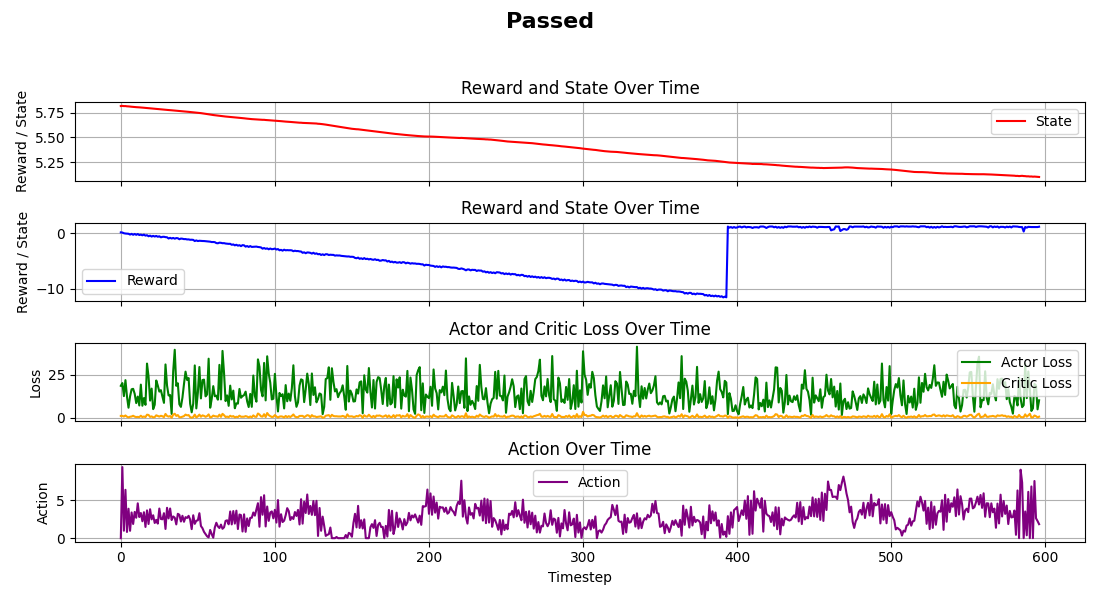 Passed
Reward and State Over Time
Reward / State
5.75
5.50
5.25
State
Reward and State Over Time
Reward / State
0
−10
Reward
Actor and Critic Loss Over Time
Loss
25
0
Actor Loss
Critic Loss
Action Over Time
Action
5
0
Action
0 100 200 300 400 500 600
Timestep